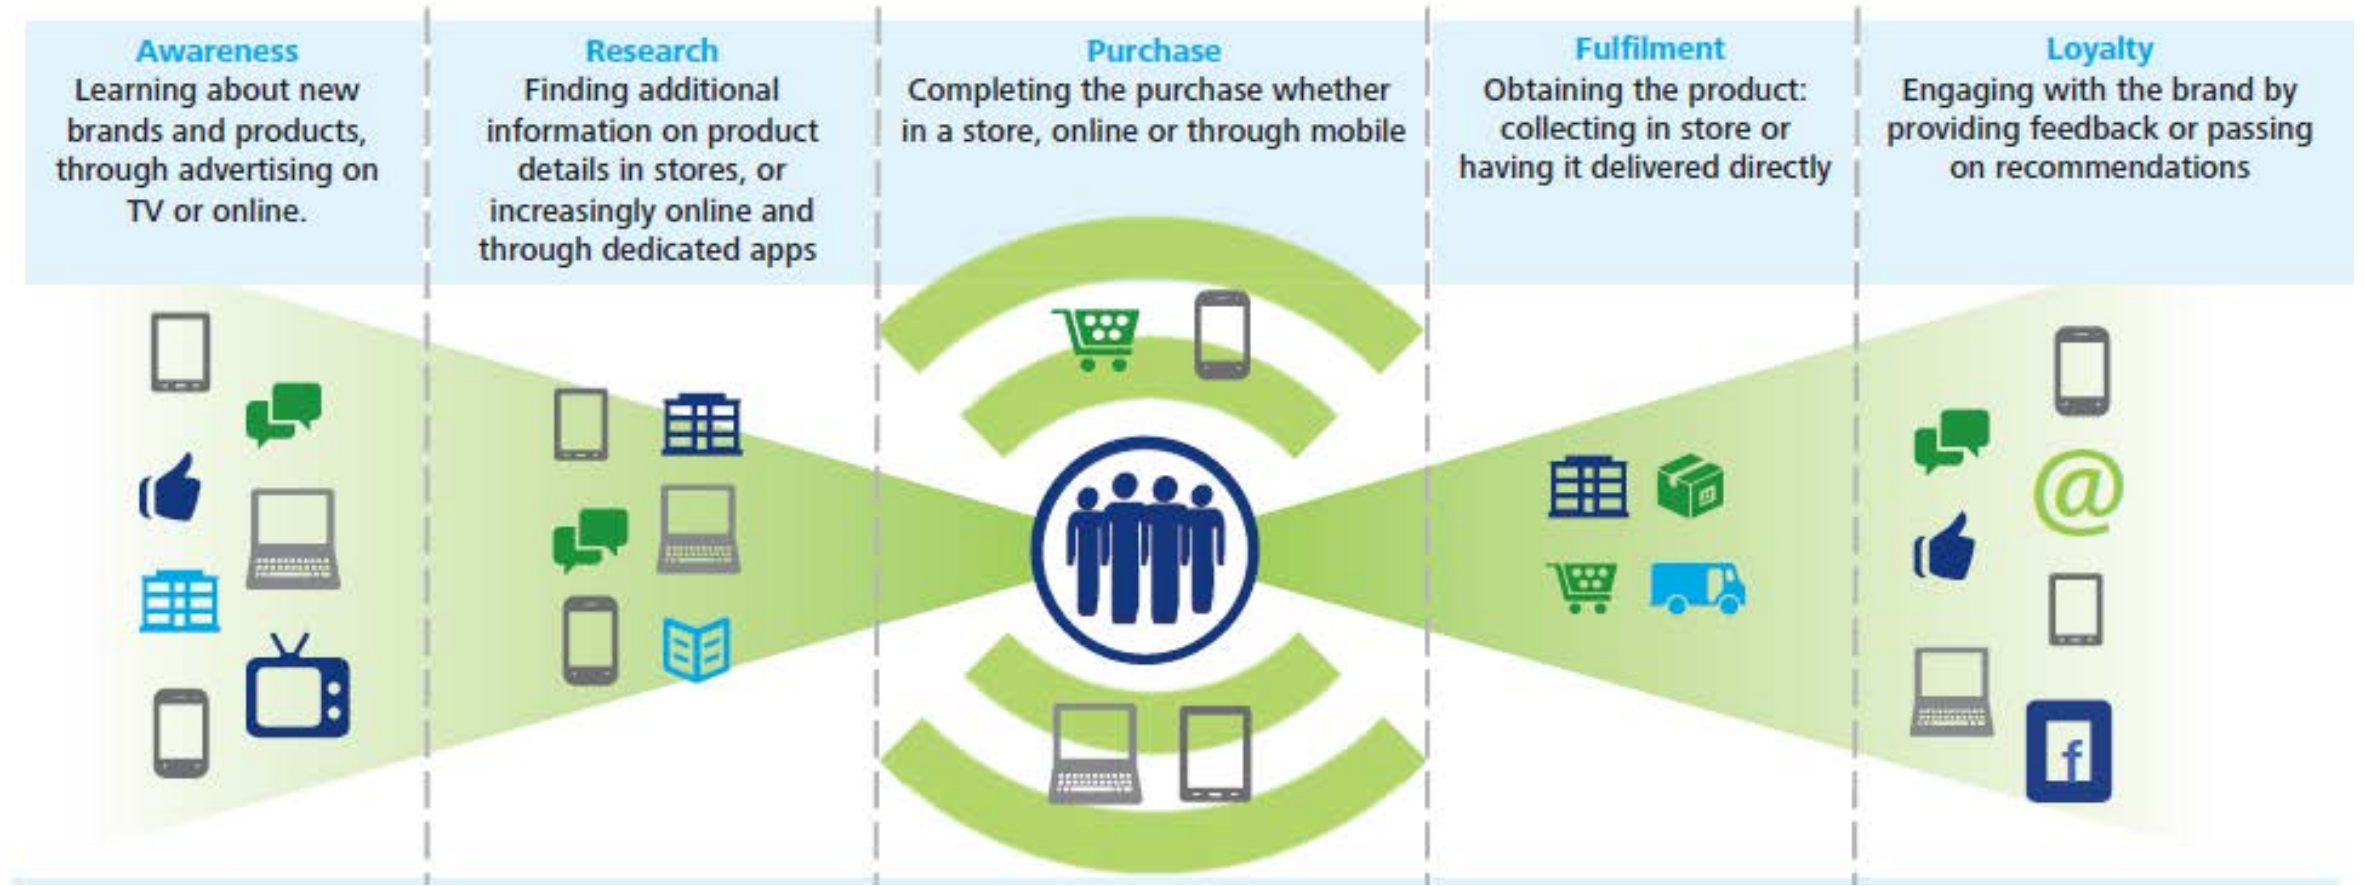 Awareness
Learning about new
brands and products,
through advertising on
TV or online.
Research
Finding additional
information on product
details in stores, or
increasingly online and
through dedicated apps
Purchase
Completing the purchase whether
in a store, online or through mobile
Fulfilment
Obtaining the product:
collecting in store or
having it delivered directly
Loyalty
Engaging with the brand by
providing feedback or passing
on recommendations
@
f